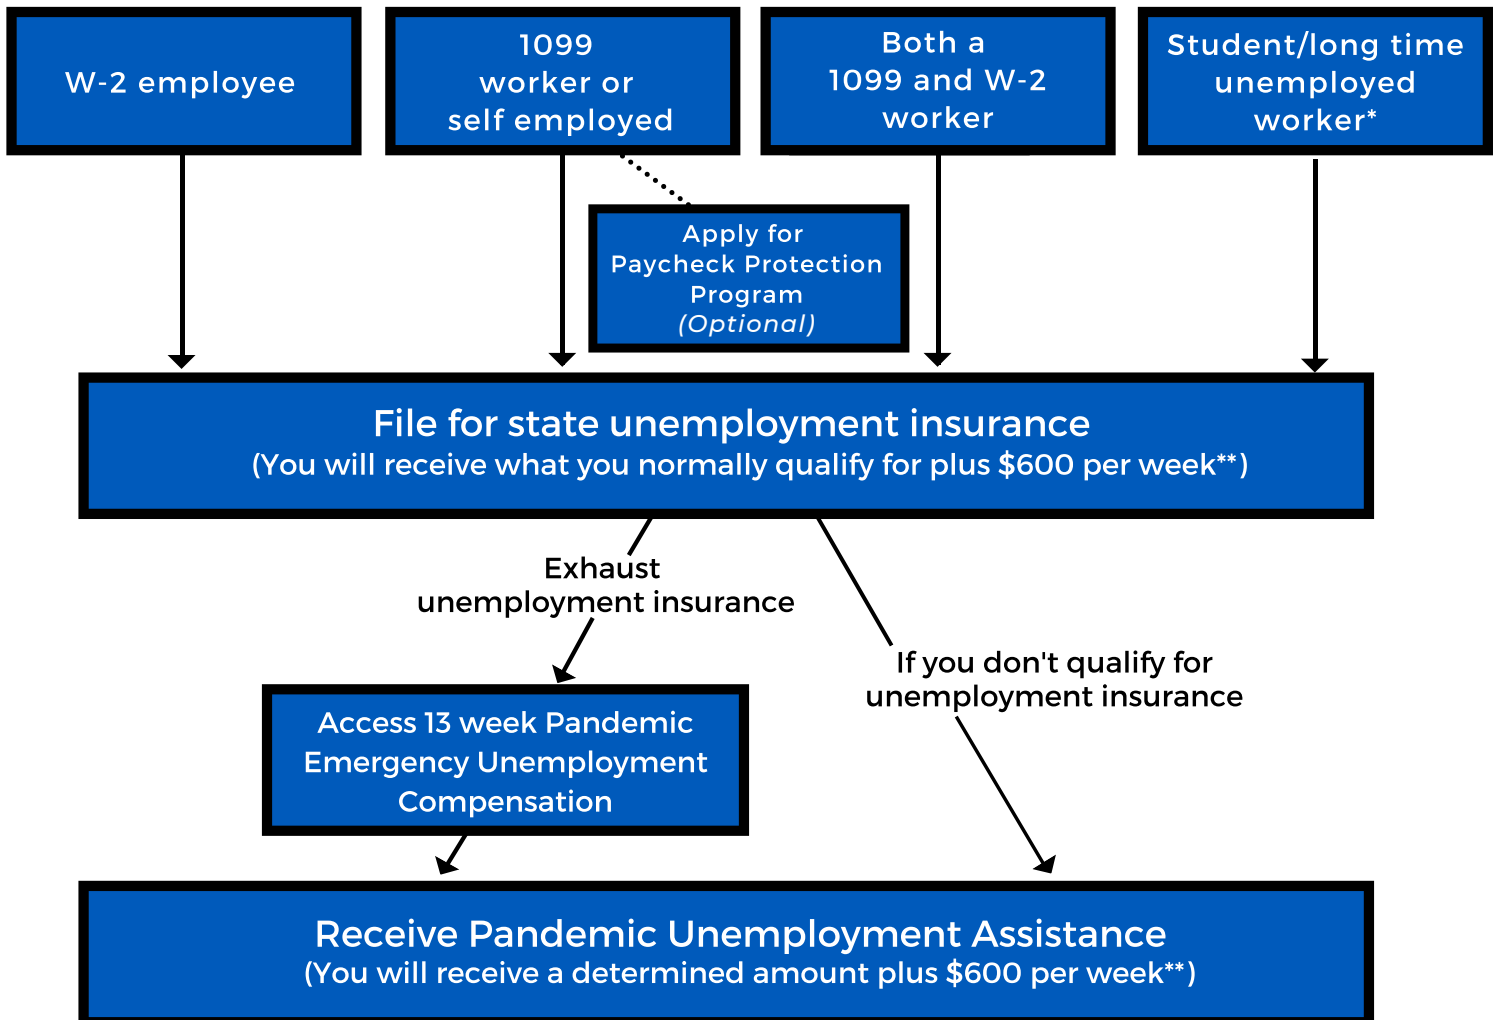 W-2 employee
1099
worker or
self employed
Both a
1099 and W-2
worker
Student/long time
unemployed
worker*
Apply for
Paycheck Protection
Program
(Optional)
File for state unemployment insurance
(You will receive what you normally qualify for plus $600 per week**)
Exhaust
unemployment insurance
If you don't qualify for
unemployment insurance
Access 13 week Pandemic
Emergency Unemployment
Compensation
Receive Pandemic Unemployment Assistance
(You will receive a determined amount plus $600 per week**)